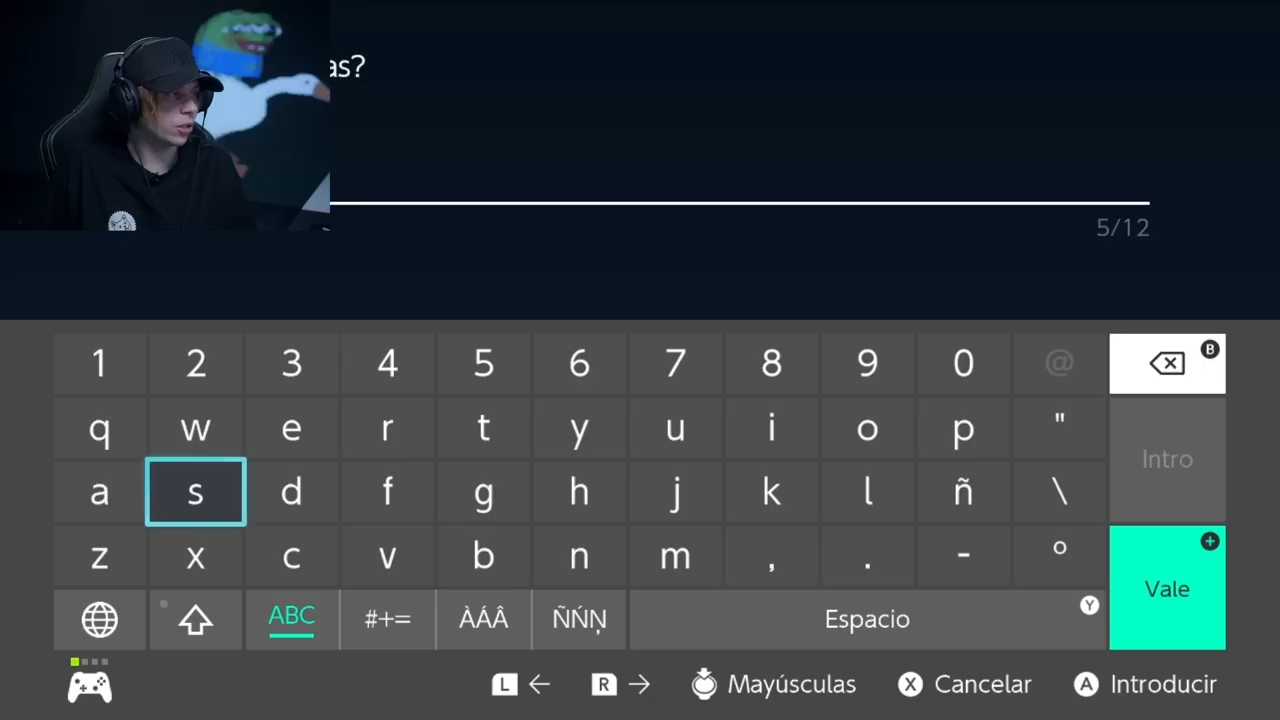 as?
5/12
1 2 3 4 5 6 7 8 9 0 @ B
q w e r t y u i o p "
a s d f g h j k l ñ \ Intro
z x c v b n m , . - º +
ABC #+= ÀÁÂ ÑŃŅ Espacio Y Vale
L ← R → Mayúsculas X Cancelar A Introducir